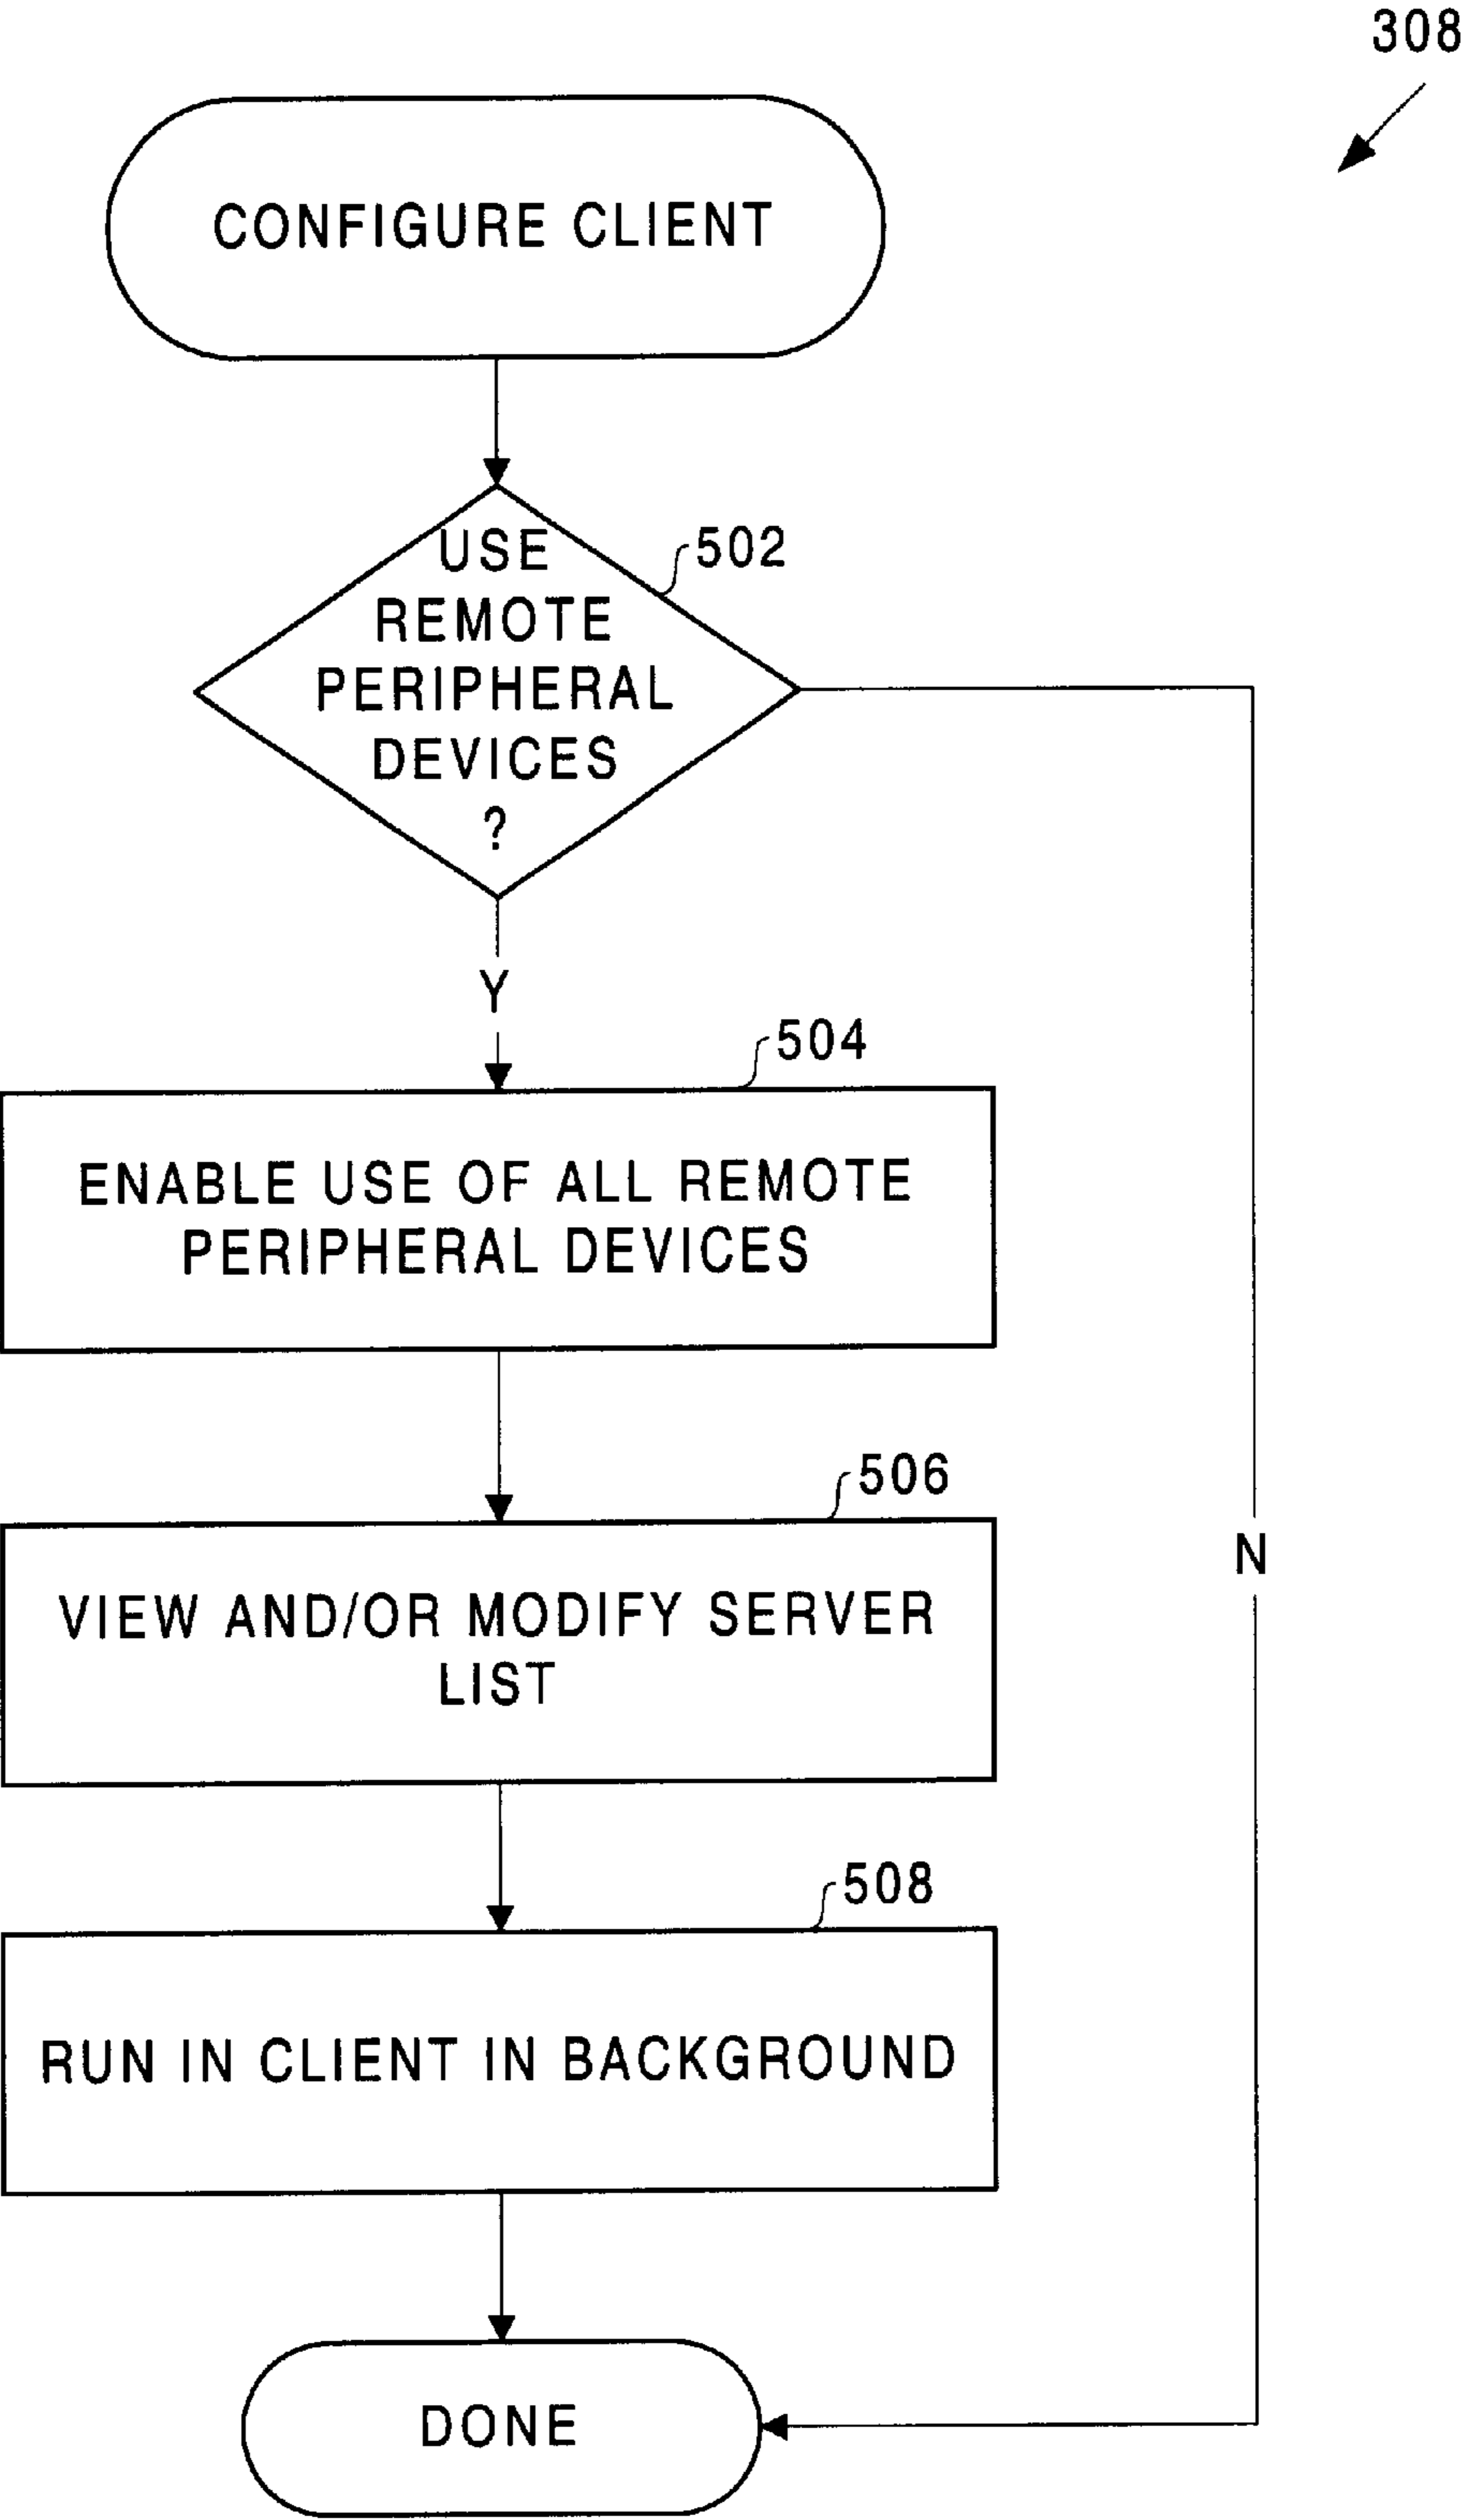 308
CONFIGURE CLIENT
USE
REMOTE
PERIPHERAL
DEVICES
?
502
Y
504
ENABLE USE OF ALL REMOTE
PERIPHERAL DEVICES
506
N
VIEW AND/OR MODIFY SERVER
LIST
508
RUN IN CLIENT IN BACKGROUND
DONE